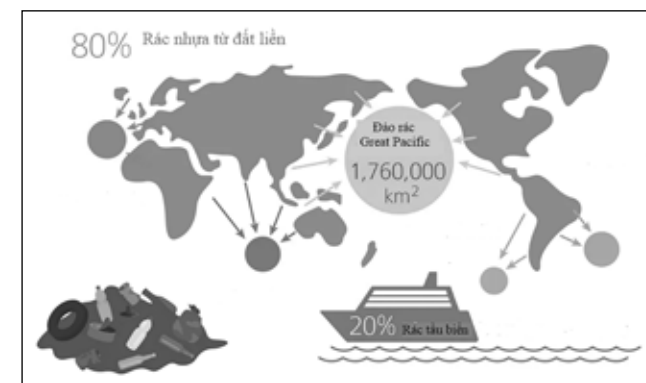 80% Rác nhựa từ đất liền
Đảo rác
Great Pacific
1,760,000
km²
20% Rác tàu biển